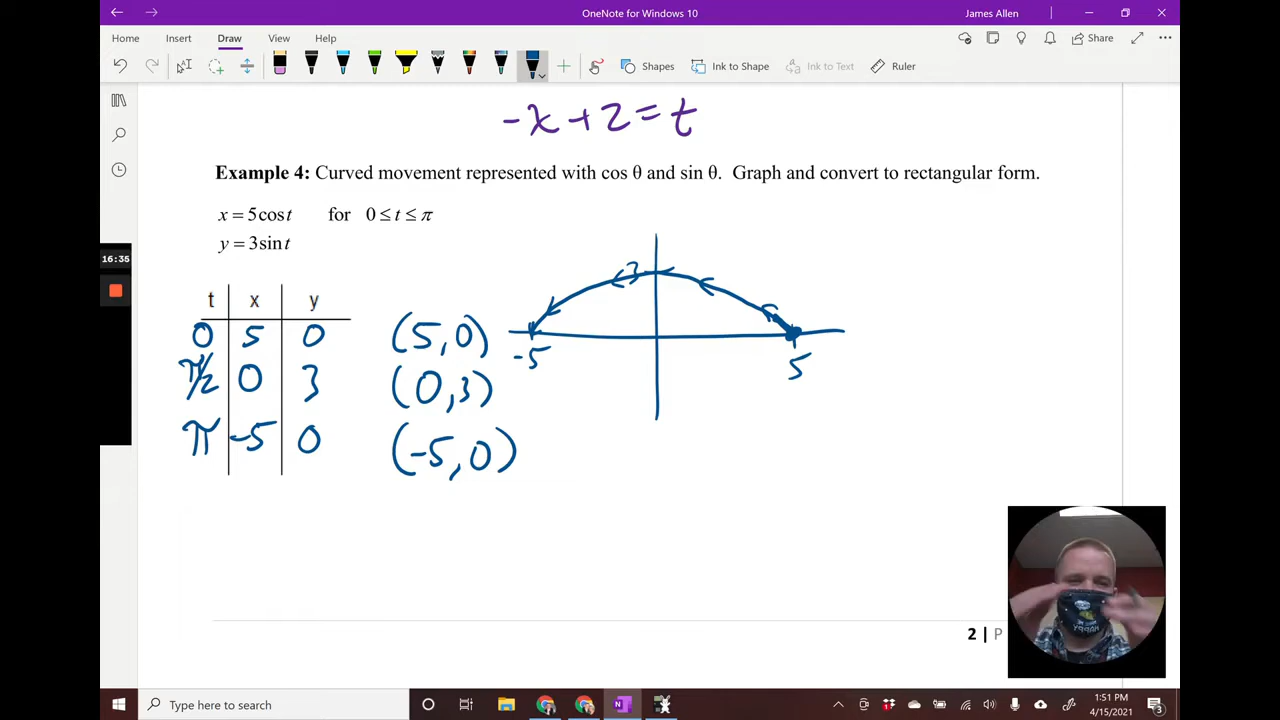 OneNote for Windows 10
James Allen
Home Insert Draw View Help
Share
Shapes
Ink to Shape
Ink to Text
Ruler
-x+2=t
Example 4: Curved movement represented with cos θ and sin θ. Graph and convert to rectangular form.
x = 5cos t for 0 ≤ t ≤ π
y = 3sin t
16:35
t x y
0 5 0 (5,0)
π/2 0 3 (0,3)
π -5 0 (-5,0)
3
-5
5
2 | P
Type here to search
1:51 PM
4/15/2021
3